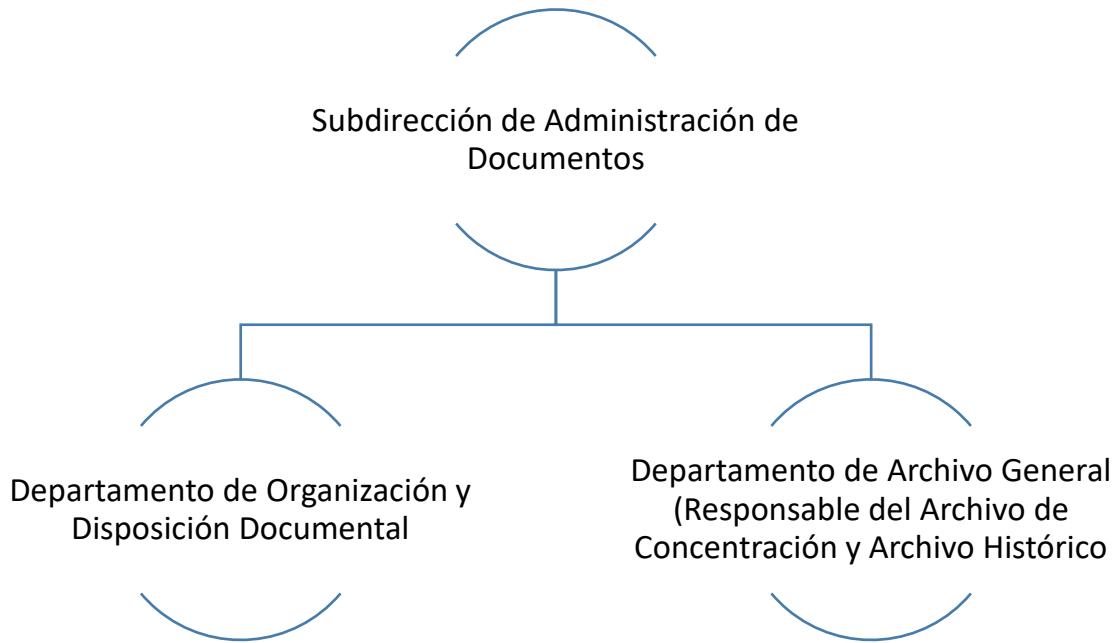 Subdirección de Administración de
Documentos
Departamento de Organización y
Disposición Documental
Departamento de Archivo General
(Responsable del Archivo de
Concentración y Archivo Histórico